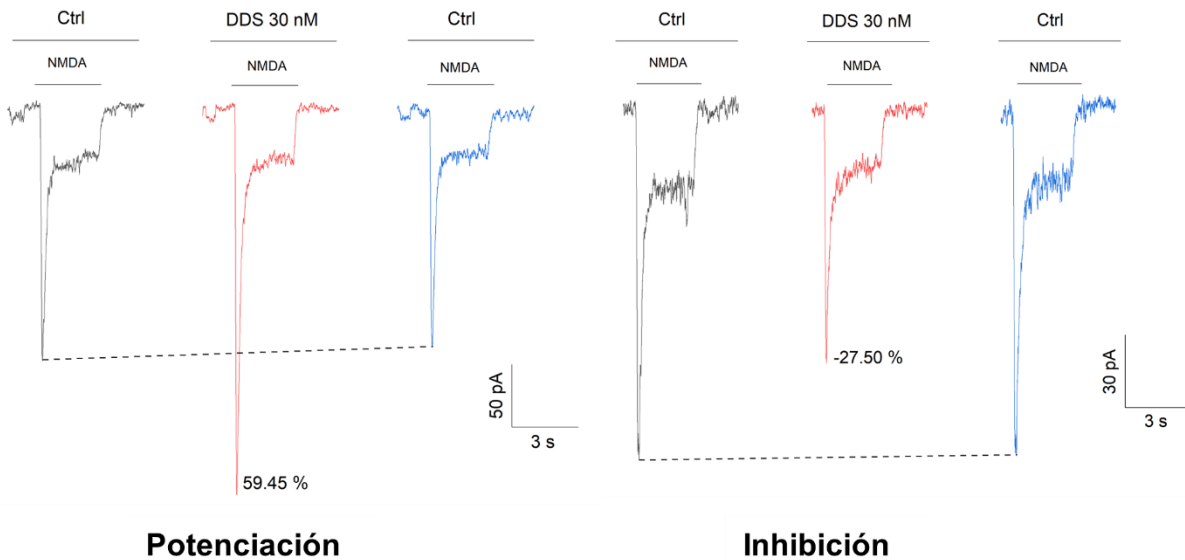 Ctrl
DDS 30 nM
Ctrl
NMDA
NMDA
NMDA
50 pA
3 s
59.45 %
Potenciación
Ctrl
DDS 30 nM
Ctrl
NMDA
NMDA
NMDA
-27.50 %
30 pA
3 s
Inhibición